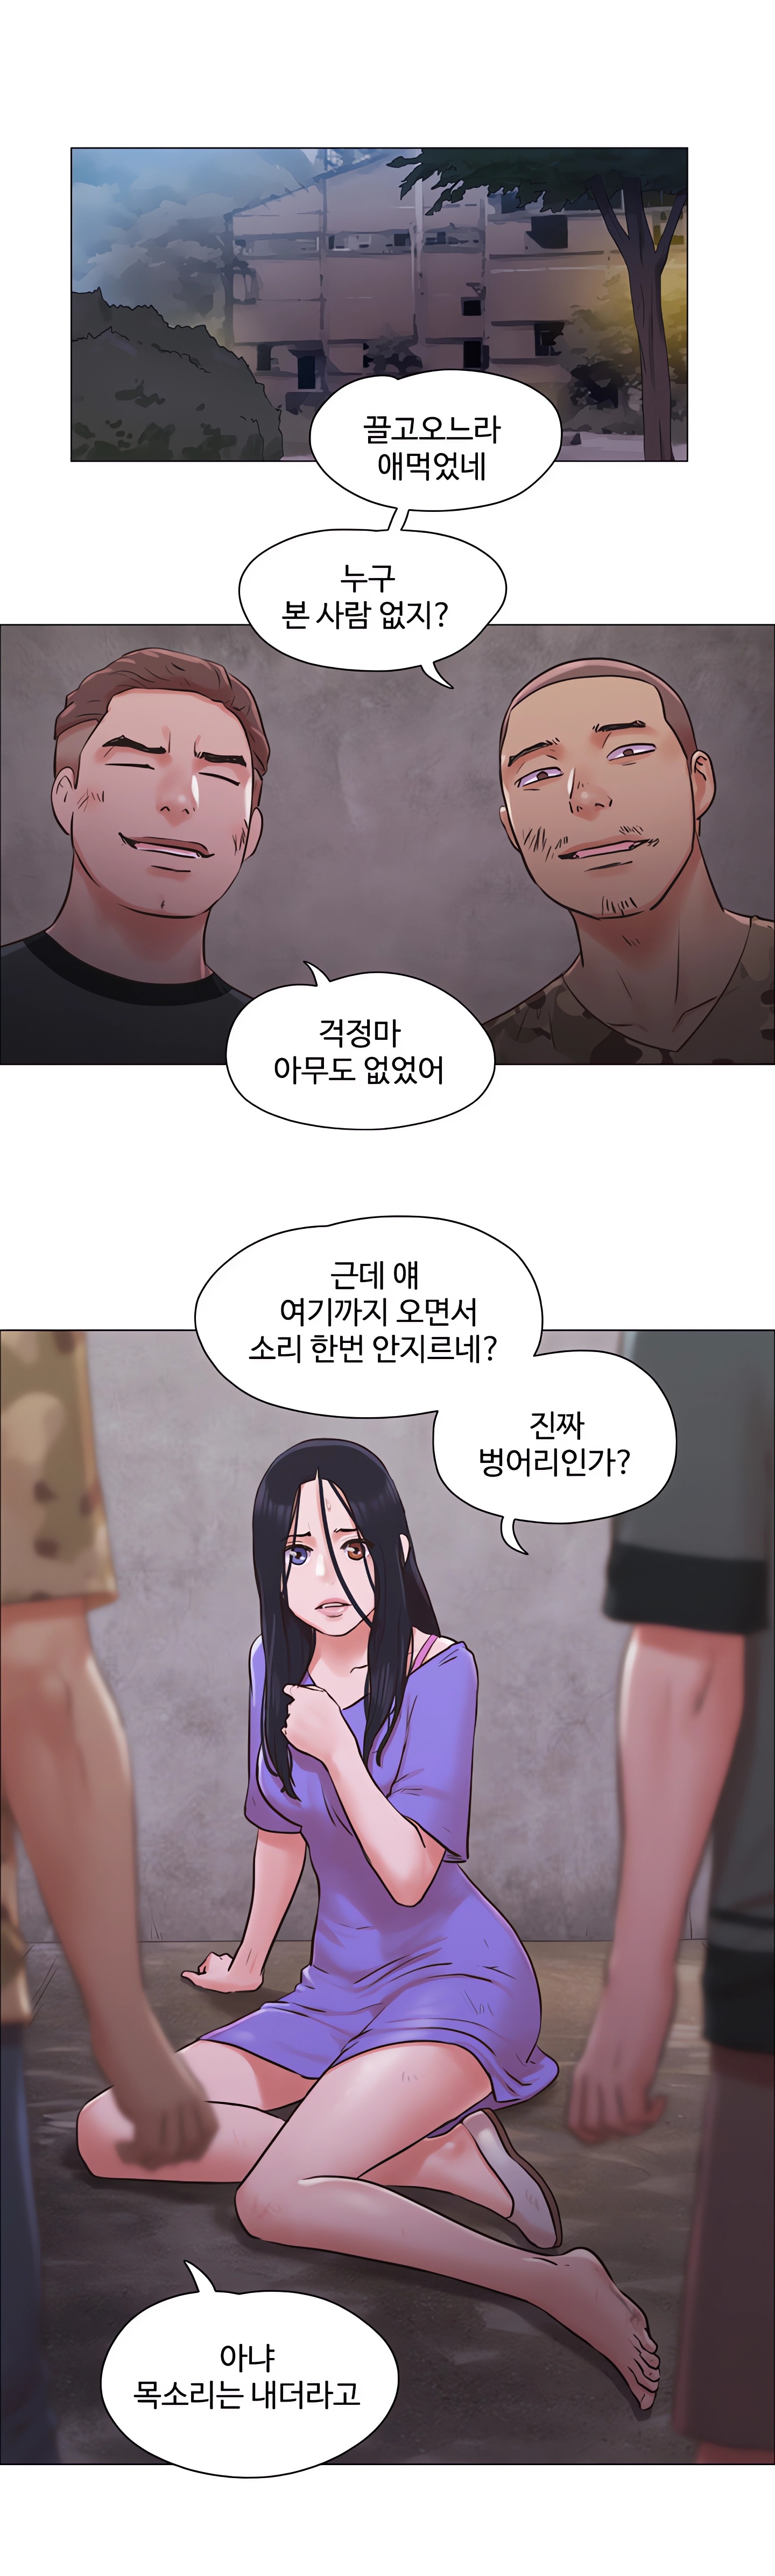 끌고오느라
애먹었네
누구
본 사람 없지?
걱정마
아무도 없었어
근데 얘
여기까지 오면서
소리 한번 안지르네?
진짜
벙어리인가?
아냐
목소리는 내더라고